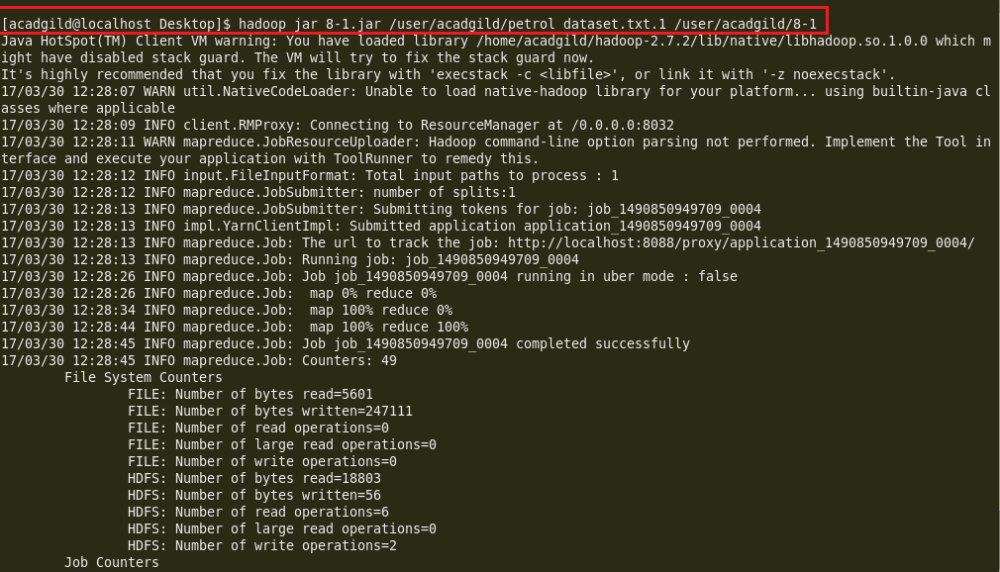 [acadgild@localhost Desktop]$ hadoop jar 8-1.jar /user/acadgild/petrol dataset.txt.1 /user/acadgild/8-1
Java HotSpot(TM) Client VM warning: You have loaded library /home/acadgild/hadoop-2.7.2/lib/native/libhadoop.so.1.0.0 which m
ight have disabled stack guard. The VM will try to fix the stack guard now.
It's highly recommended that you fix the library with 'execstack -c <libfile>', or link it with '-z noexecstack'.
17/03/30 12:28:07 WARN util.NativeCodeLoader: Unable to load native-hadoop library for your platform... using builtin-java cl
asses where applicable
17/03/30 12:28:09 INFO client.RMProxy: Connecting to ResourceManager at /0.0.0.0:8032
17/03/30 12:28:11 WARN mapreduce.JobResourceUploader: Hadoop command-line option parsing not performed. Implement the Tool in
terface and execute your application with ToolRunner to remedy this.
17/03/30 12:28:12 INFO input.FileInputFormat: Total input paths to process : 1
17/03/30 12:28:12 INFO mapreduce.JobSubmitter: number of splits:1
17/03/30 12:28:13 INFO mapreduce.JobSubmitter: Submitting tokens for job: job_1490850949709_0004
17/03/30 12:28:13 INFO impl.YarnClientImpl: Submitted application application_1490850949709_0004
17/03/30 12:28:13 INFO mapreduce.Job: The url to track the job: http://localhost:8088/proxy/application_1490850949709_0004/
17/03/30 12:28:13 INFO mapreduce.Job: Running job: job_1490850949709_0004
17/03/30 12:28:26 INFO mapreduce.Job: Job job_1490850949709_0004 running in uber mode : false
17/03/30 12:28:26 INFO mapreduce.Job:  map 0% reduce 0%
17/03/30 12:28:34 INFO mapreduce.Job:  map 100% reduce 0%
17/03/30 12:28:44 INFO mapreduce.Job:  map 100% reduce 100%
17/03/30 12:28:45 INFO mapreduce.Job: Job job_1490850949709_0004 completed successfully
17/03/30 12:28:45 INFO mapreduce.Job: Counters: 49
File System Counters
FILE: Number of bytes read=5601
FILE: Number of bytes written=247111
FILE: Number of read operations=0
FILE: Number of large read operations=0
FILE: Number of write operations=0
HDFS: Number of bytes read=18803
HDFS: Number of bytes written=56
HDFS: Number of read operations=6
HDFS: Number of large read operations=0
HDFS: Number of write operations=2
Job Counters